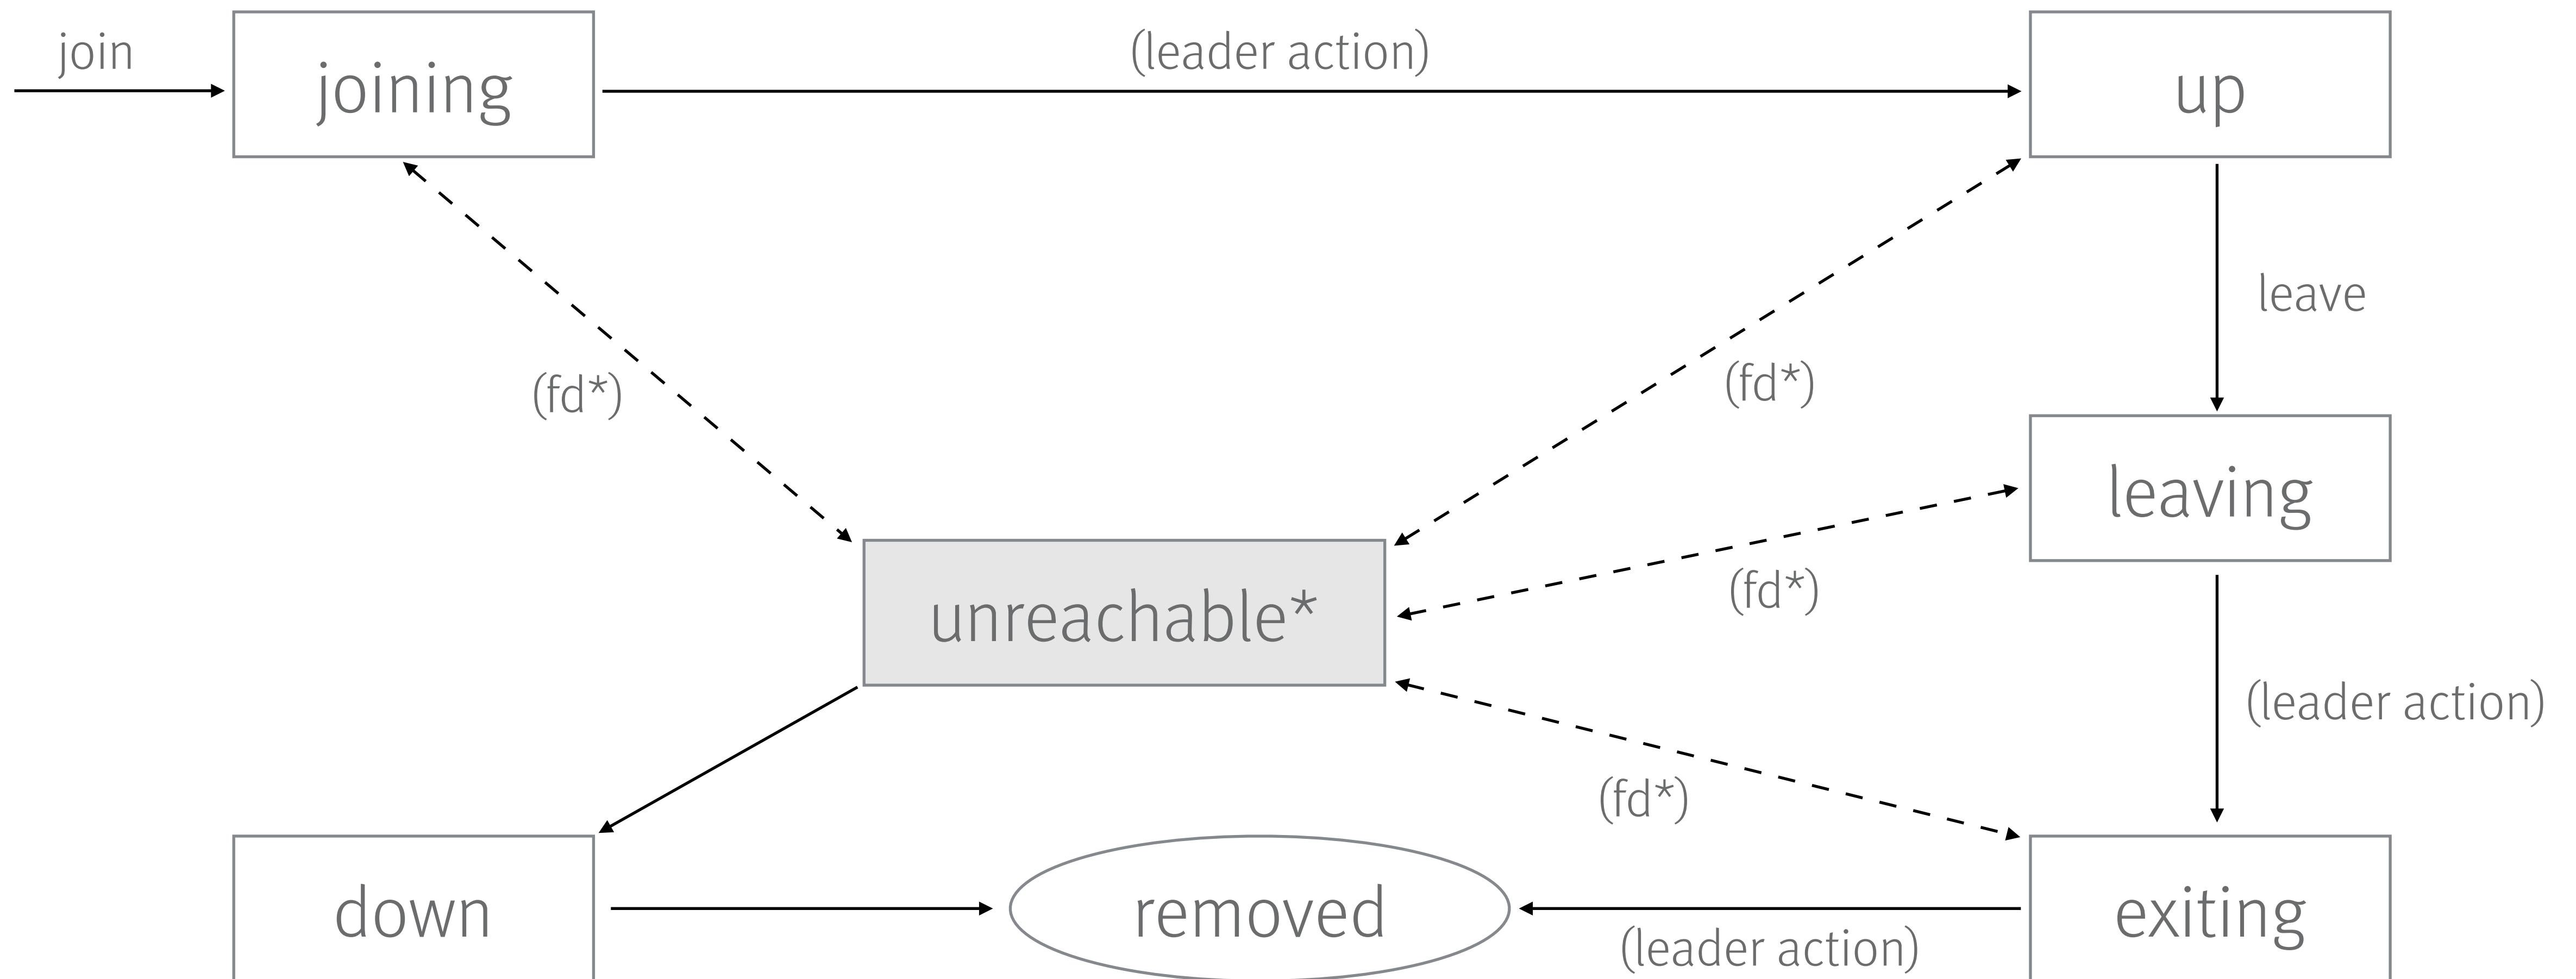 join
joining
(leader action)
up
leave
(fd*)
(fd*)
leaving
(fd*)
unreachable*
(leader action)
(fd*)
down
removed
exiting
(leader action)